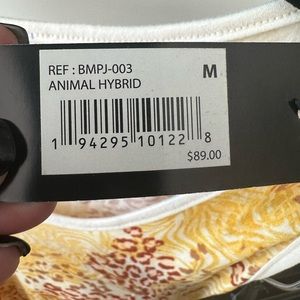 REF : BMPJ-003 M
ANIMAL HYBRID
1 94295 10122 8
$89.00